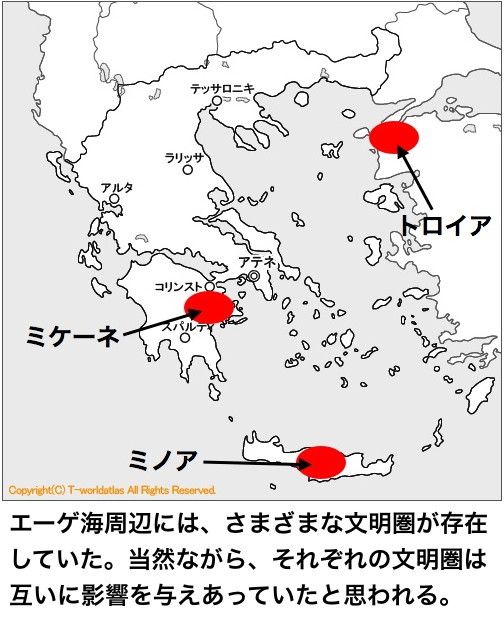 テッサロニキ
ラリッサ
トロイア
アルタ
アテネ
コリンスト
ミケーネ
スパルティ
ミノア
Copyright(C) T-worldatlas All Rights Reserved.
エーゲ海周辺には、さまざまな文明圏が存在
していた。当然ながら、それぞれの文明圏は
互いに影響を与えあっていたと思われる。